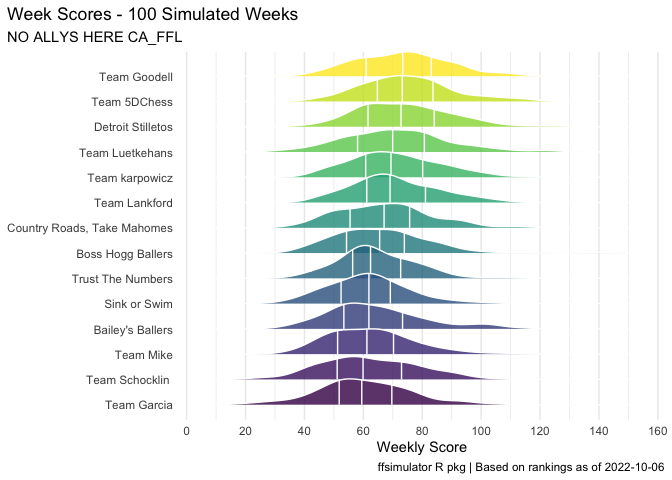 Week Scores - 100 Simulated Weeks
NO ALLYS HERE CA_FFL
Team Goodell
Team 5DChess
Detroit Stilletos
Team Luetkehans
Team karpowicz
Team Lankford
Country Roads, Take Mahomes
Boss Hogg Ballers
Trust The Numbers
Sink or Swim
Bailey's Ballers
Team Mike
Team Schocklin
Team Garcia
0 20 40 60 80 100 120 140 160
Weekly Score
ffsimulator R pkg | Based on rankings as of 2022-10-06